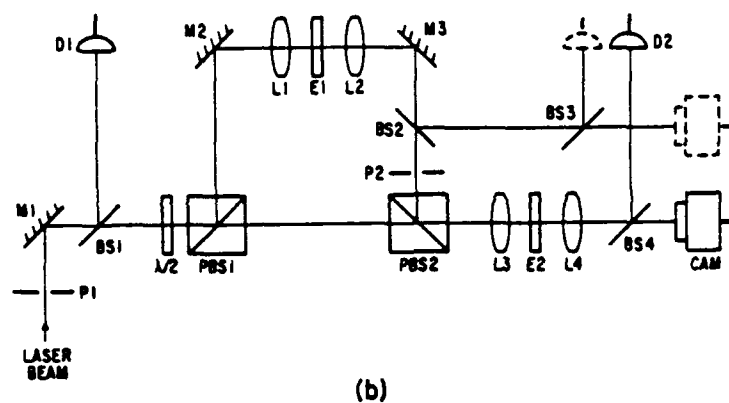 D1
M2
M3
D2
L1
E1
L2
BS2
BS3
P2
M1
BS1
λ/2
PBS1
PBS2
L3
E2
L4
BS4
CAM
P1
LASER
BEAM
(b)